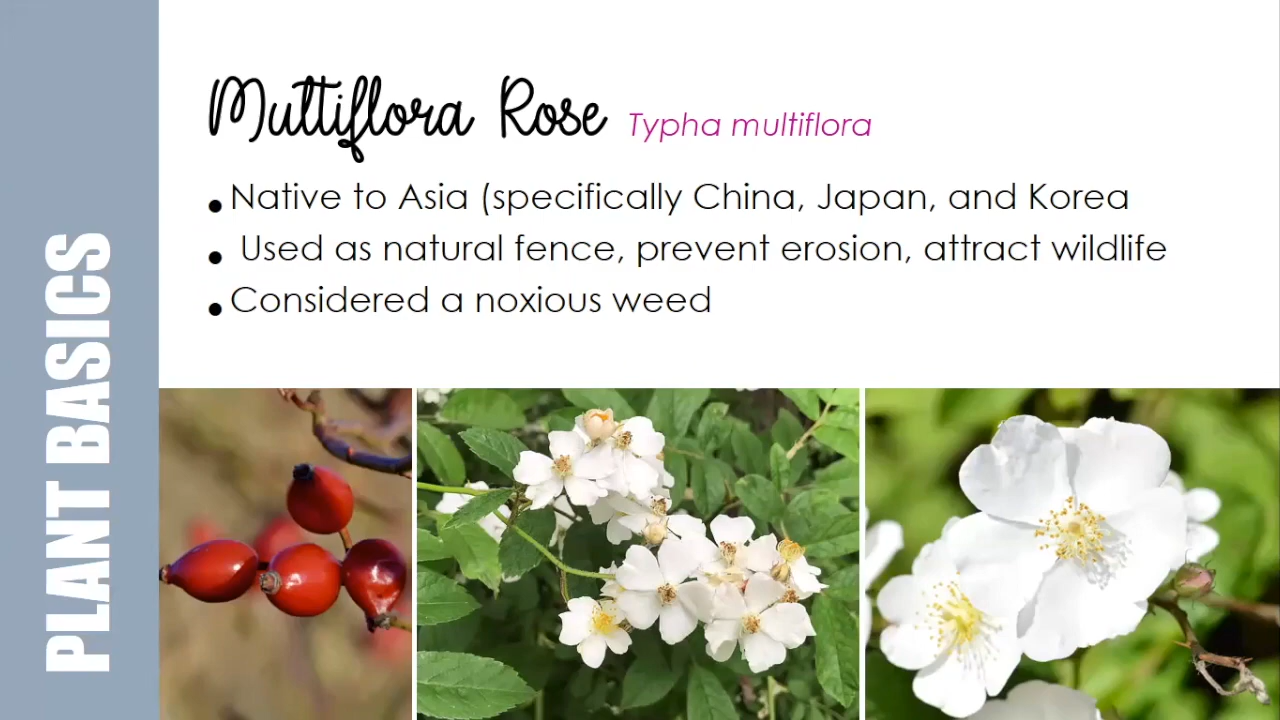 PLANT BASICS
Multiflora Rose Typha multiflora
• Native to Asia (specifically China, Japan, and Korea
• Used as natural fence, prevent erosion, attract wildlife
• Considered a noxious weed